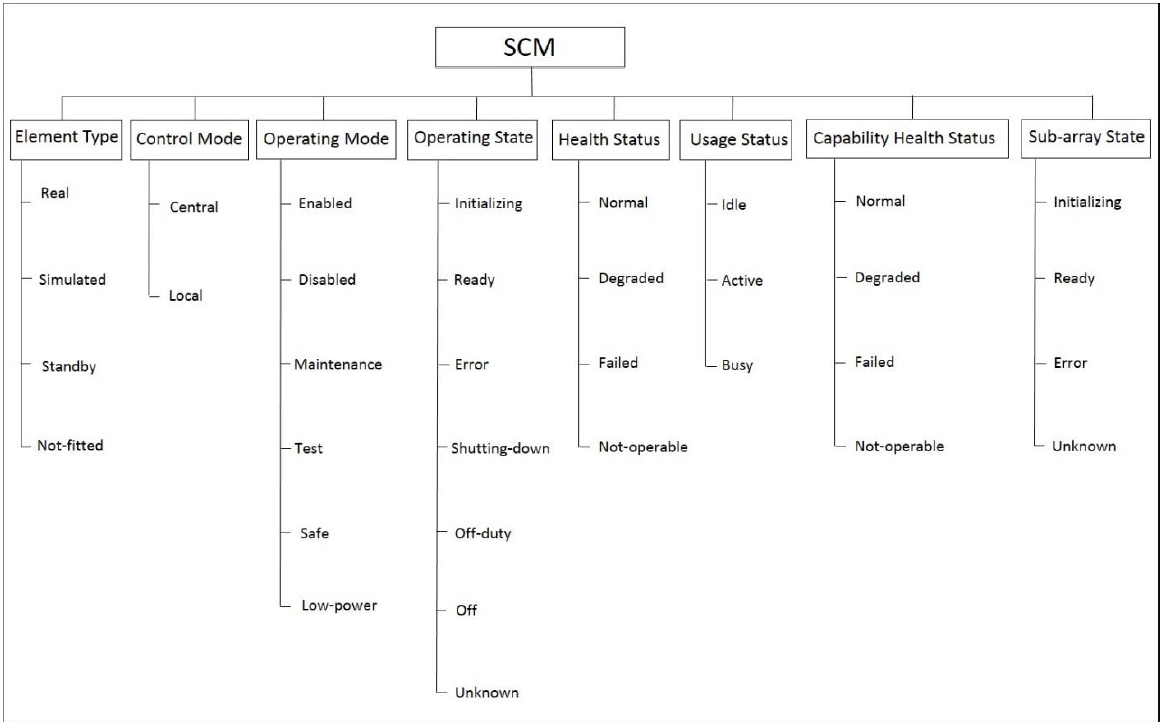 SCM
Element Type
Control Mode
Operating Mode
Operating State
Health Status
Usage Status
Capability Health Status
Sub-array State
Real
Simulated
Standby
Not-fitted
Central
Local
Enabled
Disabled
Maintenance
Test
Safe
Low-power
Initializing
Ready
Error
Shutting-down
Off-duty
Off
Unknown
Normal
Degraded
Failed
Not-operable
Idle
Active
Busy
Normal
Degraded
Failed
Not-operable
Initializing
Ready
Error
Unknown